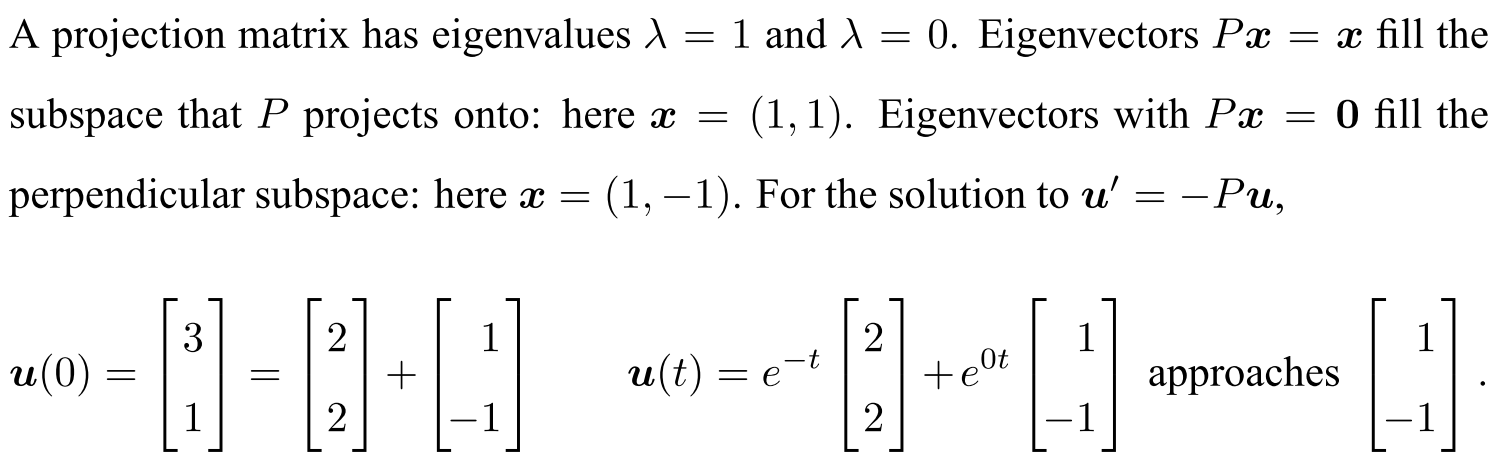 A projection matrix has eigenvalues λ = 1 and λ = 0. Eigenvectors Px = x fill the
subspace that P projects onto: here x = (1, 1). Eigenvectors with Px = 0 fill the
perpendicular subspace: here x = (1, −1). For the solution to u′ = −Pu,
u(0) = [3 1] = [2 2] + [1 −1] u(t) = e^{−t} [2 2] + e^{0t} [1 −1] approaches [1 −1].